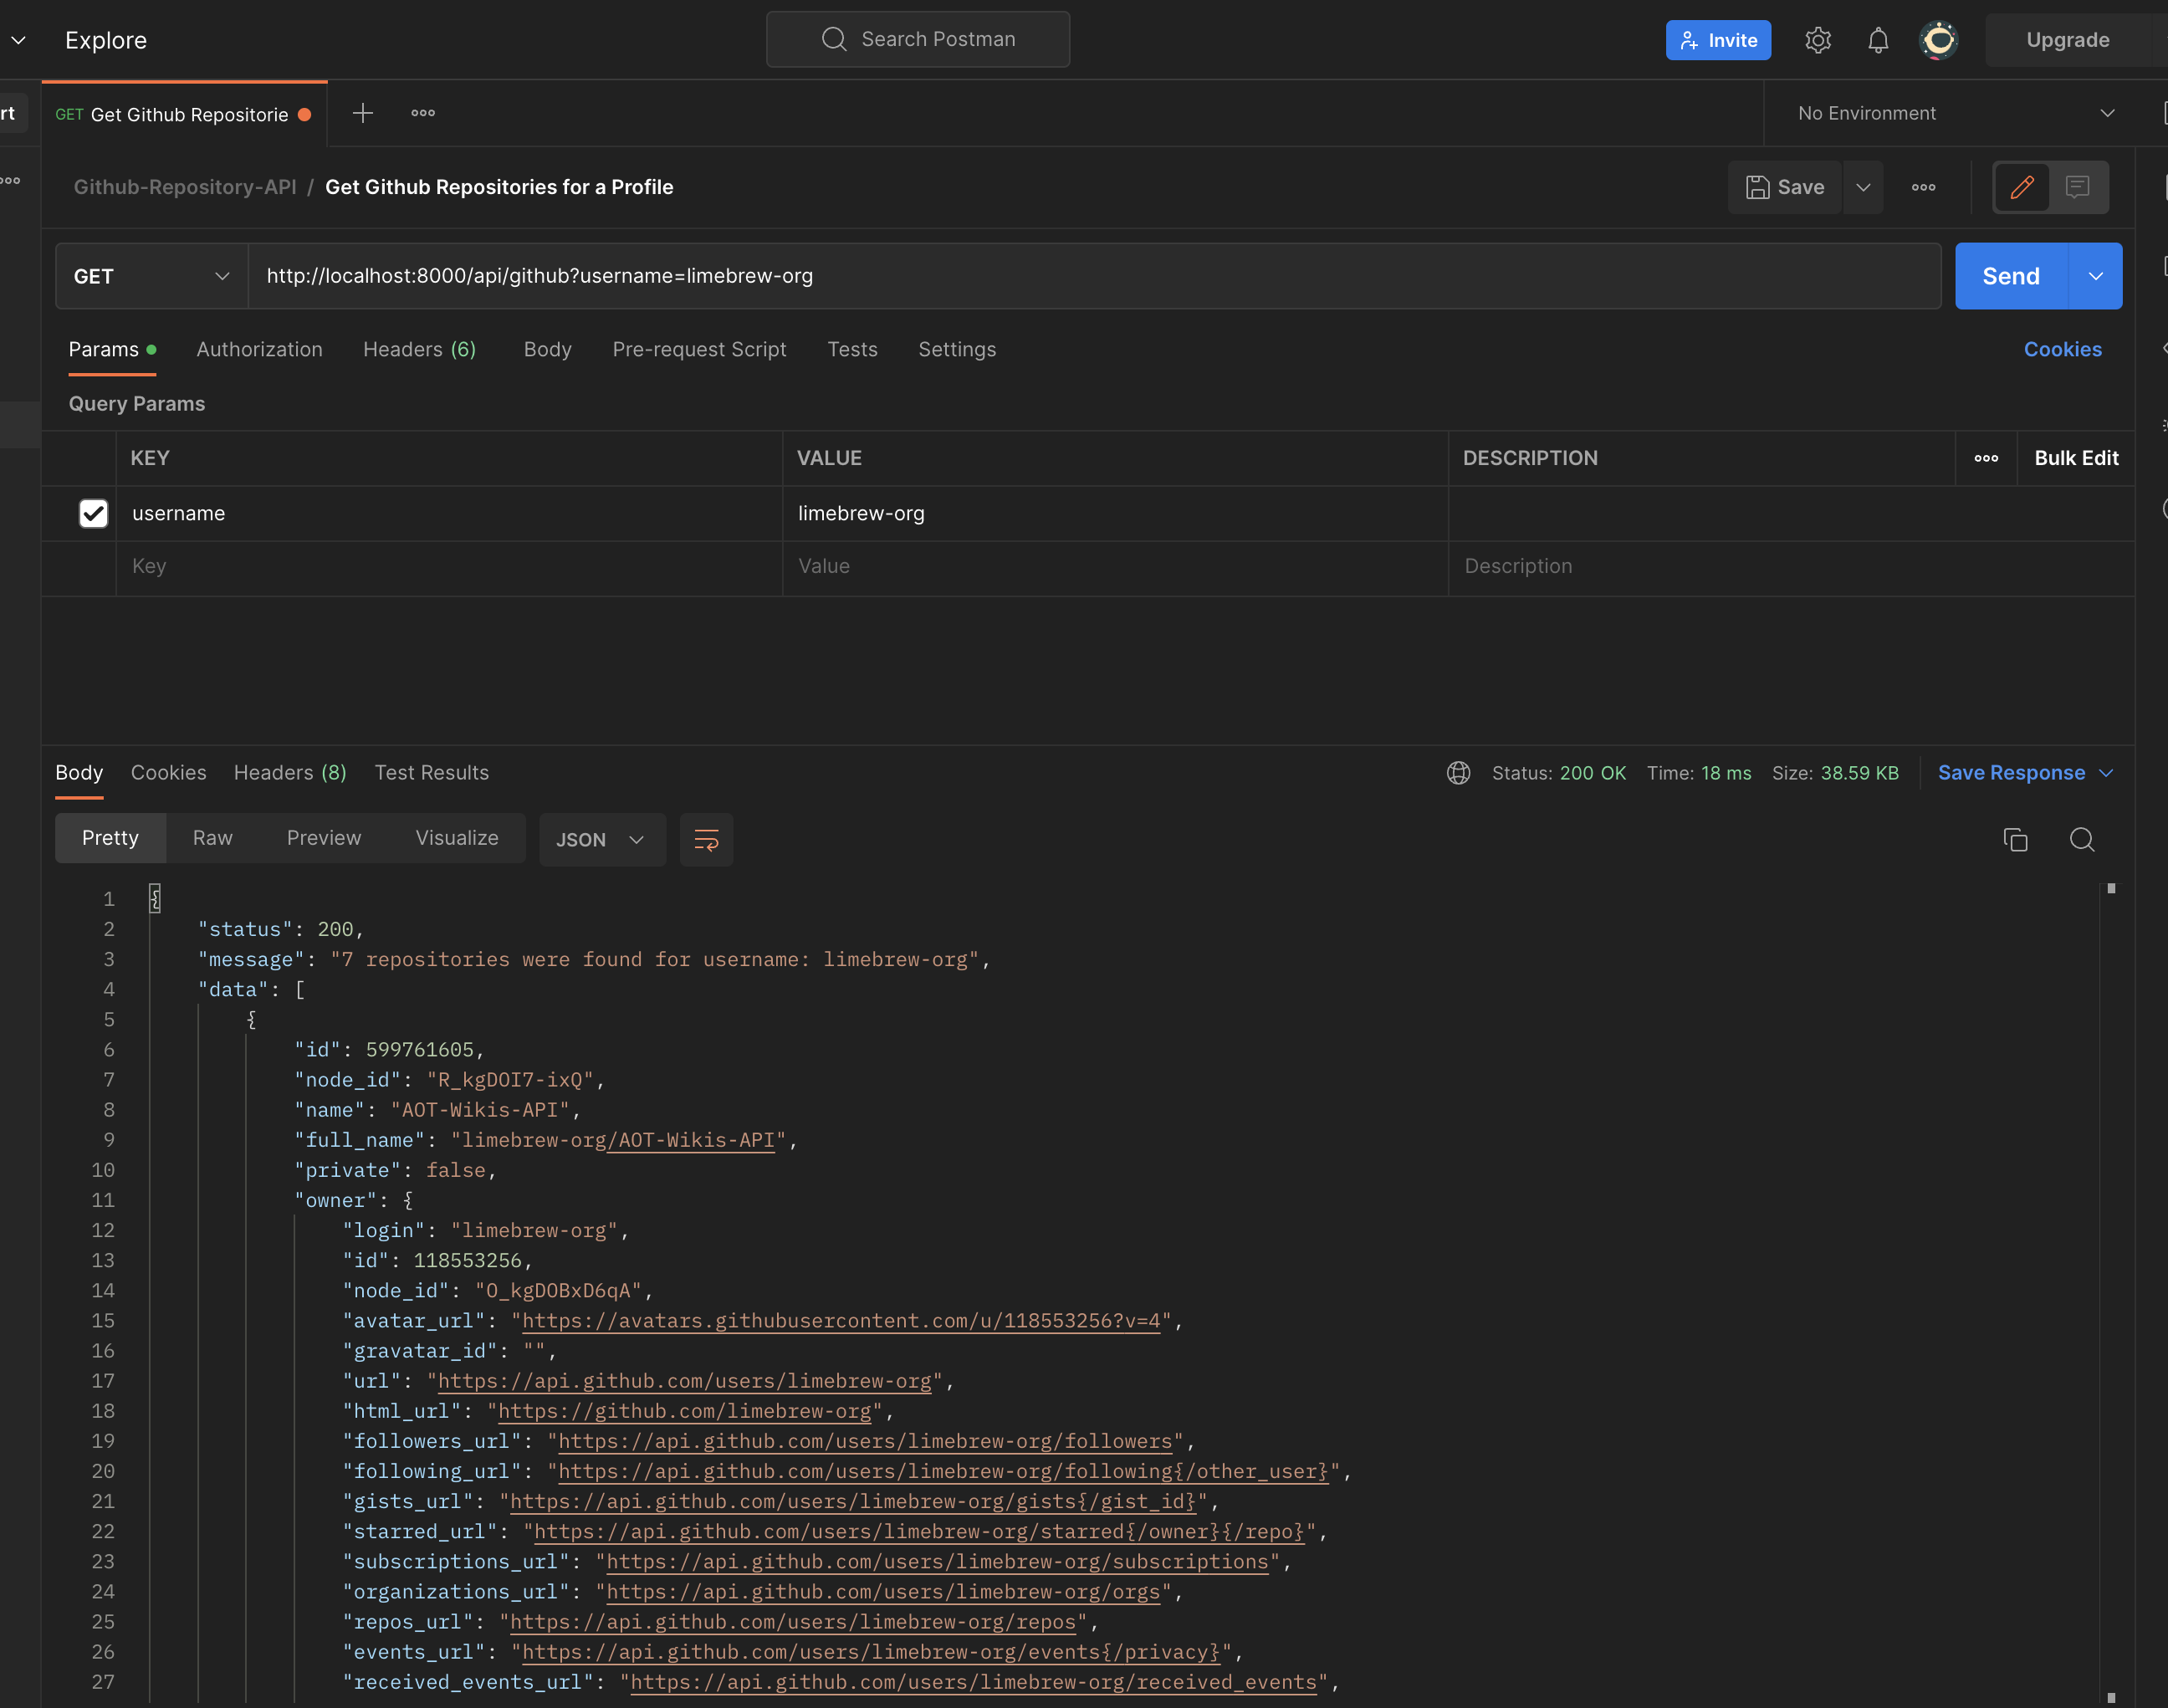 Explore
Search Postman
Invite
Upgrade
rt
GET Get Github Repositorie
No Environment
Github-Repository-API / Get Github Repositories for a Profile
Save
GET
http://localhost:8000/api/github?username=limebrew-org
Send
Params
Authorization
Headers (6)
Body
Pre-request Script
Tests
Settings
Cookies
Query Params
KEY
VALUE
DESCRIPTION
Bulk Edit
username
limebrew-org
Key
Value
Description
Body
Cookies
Headers (8)
Test Results
Status: 200 OK
Time: 18 ms
Size: 38.59 KB
Save Response
Pretty
Raw
Preview
Visualize
JSON
1 {
2 "status": 200,
3 "message": "7 repositories were found for username: limebrew-org",
4 "data": [
5 {
6 "id": 599761605,
7 "node_id": "R_kgDOI7-ixQ",
8 "name": "AOT-Wikis-API",
9 "full_name": "limebrew-org/AOT-Wikis-API",
10 "private": false,
11 "owner": {
12 "login": "limebrew-org",
13 "id": 118553256,
14 "node_id": "O_kgDOBxD6qA",
15 "avatar_url": "https://avatars.githubusercontent.com/u/118553256?v=4",
16 "gravatar_id": "",
17 "url": "https://api.github.com/users/limebrew-org",
18 "html_url": "https://github.com/limebrew-org",
19 "followers_url": "https://api.github.com/users/limebrew-org/followers",
20 "following_url": "https://api.github.com/users/limebrew-org/following{/other_user}",
21 "gists_url": "https://api.github.com/users/limebrew-org/gists{/gist_id}",
22 "starred_url": "https://api.github.com/users/limebrew-org/starred{/owner}{/repo}",
23 "subscriptions_url": "https://api.github.com/users/limebrew-org/subscriptions",
24 "organizations_url": "https://api.github.com/users/limebrew-org/orgs",
25 "repos_url": "https://api.github.com/users/limebrew-org/repos",
26 "events_url": "https://api.github.com/users/limebrew-org/events{/privacy}",
27 "received_events_url": "https://api.github.com/users/limebrew-org/received_events",